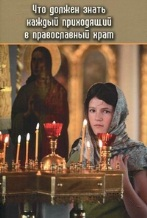 Что должен знать
каждый приходящий
в православный храм